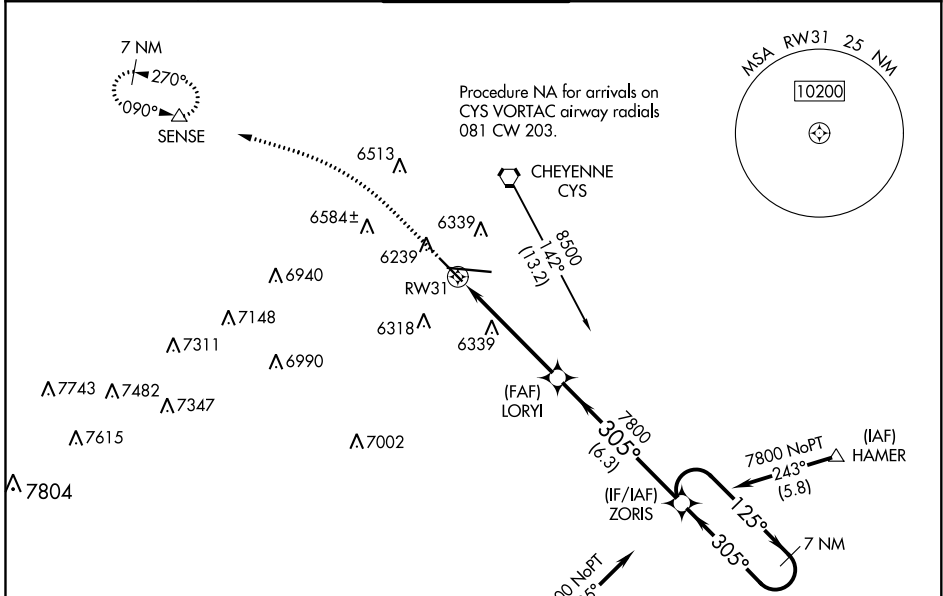 7 NM
270°
090°
SENSE
Procedure NA for arrivals on
CYS VORTAC airway radials
081 CW 203.
MSA RW31 25 NM
10200
CHEYENNE
CYS
8500
142°
(13.2)
6513
6584±
6339
6239
6940
RW31
7148
6318
6339
7311
6990
7743
7482
7347
(FAF)
LORYI
7615
7002
7804
7800
305°
(6.3)
7800 NoPT
243°
(5.8)
(IAF)
HAMER
(IF/IAF)
ZORIS
125°
305°
7 NM
NoPT